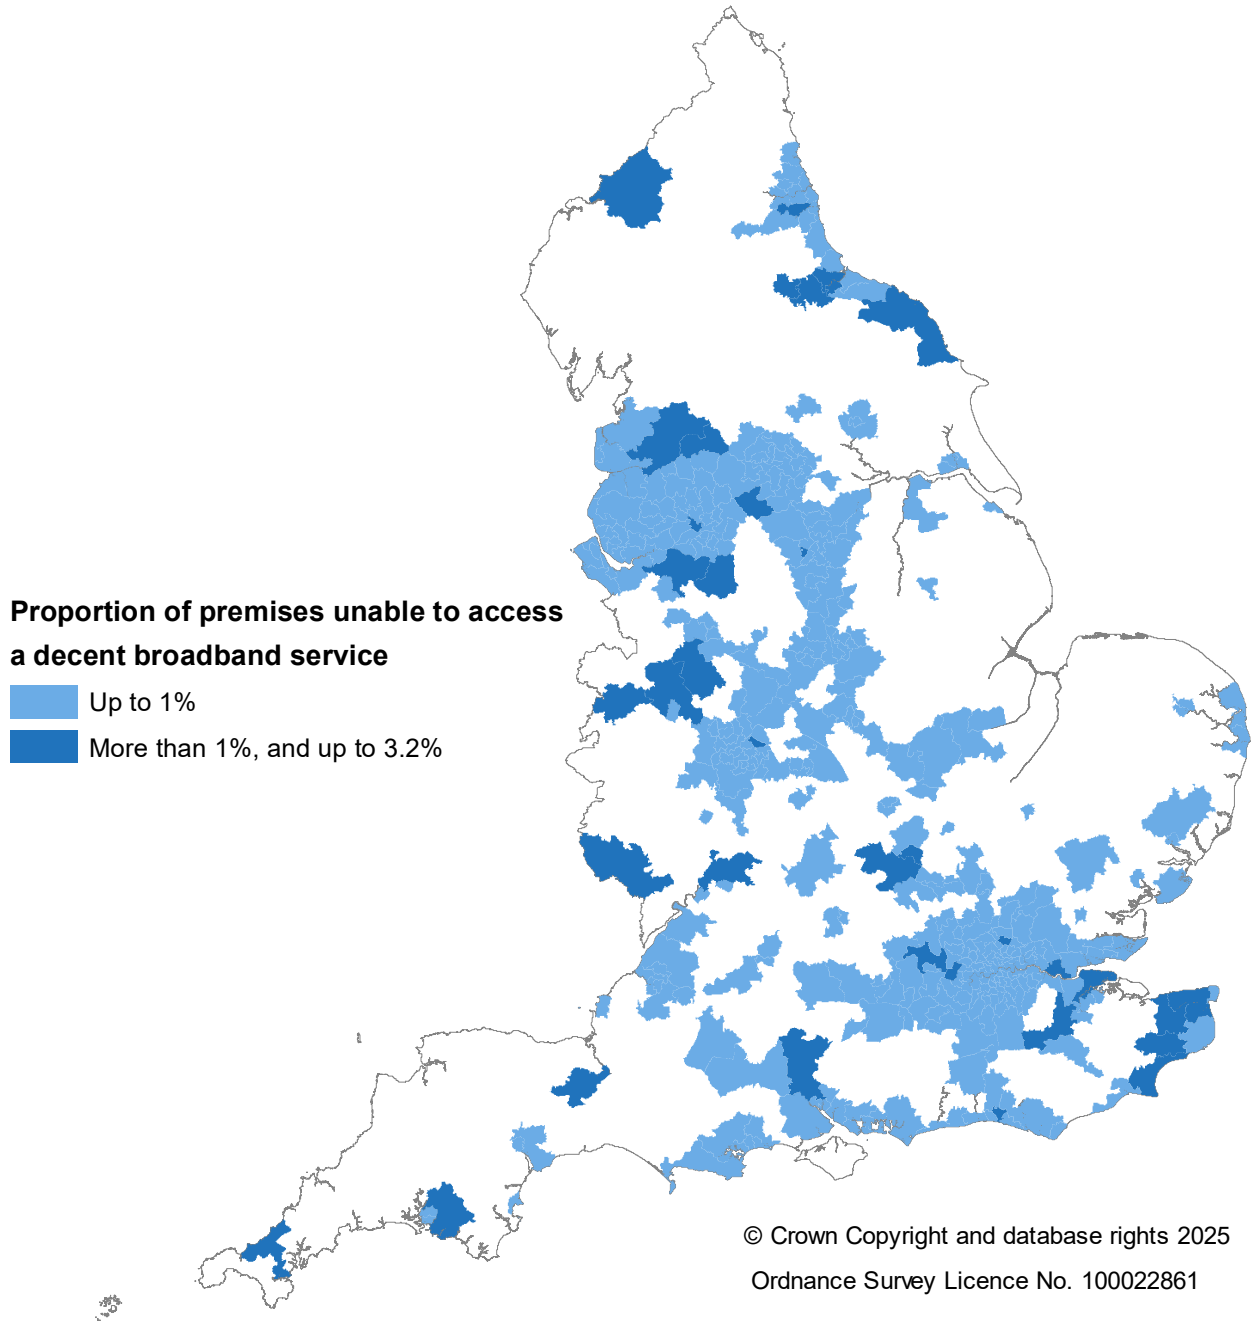 Proportion of premises unable to access
a decent broadband service
Up to 1%
More than 1%, and up to 3.2%
© Crown Copyright and database rights 2025
Ordnance Survey Licence No. 100022861